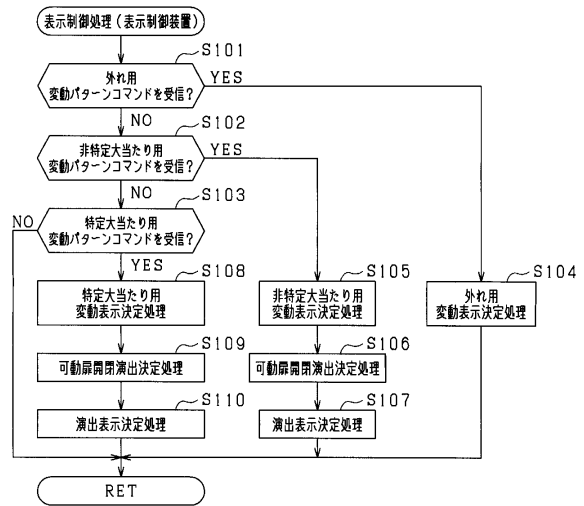 表示制御処理(表示制御装置)
S101
外れ用
変動パターンコマンドを受信?
YES
NO
S102
非特定大当たり用
変動パターンコマンドを受信?
YES
NO
S103
特定大当たり用
変動パターンコマンドを受信?
NO
YES
S108
特定大当たり用
変動表示決定処理
S105
非特定大当たり用
変動表示決定処理
S104
外れ用
変動表示決定処理
S109
可動扉開閉演出決定処理
S106
可動扉開閉演出決定処理
S110
演出表示決定処理
S107
演出表示決定処理
RET